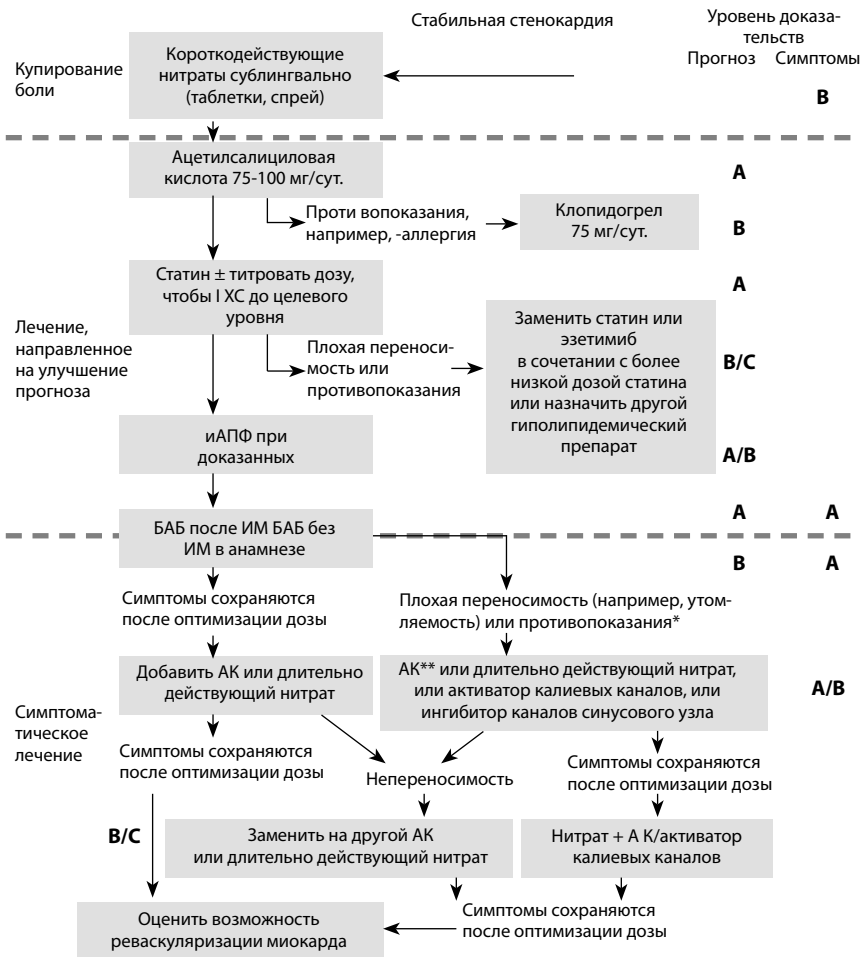 Стабильная стенокардия
Уровень доказа-
тельств
Прогноз Симптомы
Купирование
боли
Короткодействующие
нитраты сублингвально
(таблетки, спрей)
B
Ацетилсалициловая
кислота 75-100 мг/сут.
A
Проти вопоказания,
например, -аллергия
Клопидогрел
75 мг/сут.
B
Статин ± титровать дозу,
чтобы I ХС до целевого
уровня
A
Лечение,
направленное
на улучшение
прогноза
Плохая переноси-
мость или
противопоказания
Заменить статин или
эзетимиб
в сочетании с более
низкой дозой статина
или назначить другой
гиполипидемический
препарат
B/C
иАПФ при
доказанных
A/B
A A
БАБ после ИМ БАБ без
ИМ в анамнезе
B A
Симптомы сохраняются
после оптимизации дозы
Плохая переносимость (например, утом-
ляемость) или противопоказания*
Добавить АК или длительно
действующий нитрат
АК** или длительно действующий нитрат,
или активатор калиевых каналов, или
ингибитор каналов синусового узла
A/B
Симптома-
тическое
лечение
Симптомы сохраняются
после оптимизации дозы
Непереносимость
Симптомы сохраняются
после оптимизации дозы
B/C
Заменить на другой АК
или длительно действующий нитрат
Нитрат + А К/активатор
калиевых каналов
Оценить возможность
реваскуляризации миокарда
Симптомы сохраняются
после оптимизации дозы